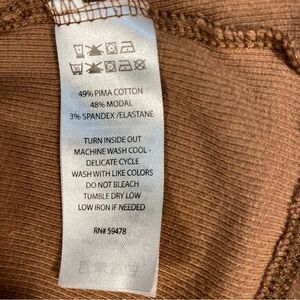 49% PIMA COTTON
48% MODAL
3% SPANDEX /ELASTANE
TURN INSIDE OUT
MACHINE WASH COOL -
DELICATE CYCLE
WASH WITH LIKE COLORS
DO NOT BLEACH
TUMBLE DRY LOW
LOW IRON IF NEEDED
RN# 59478